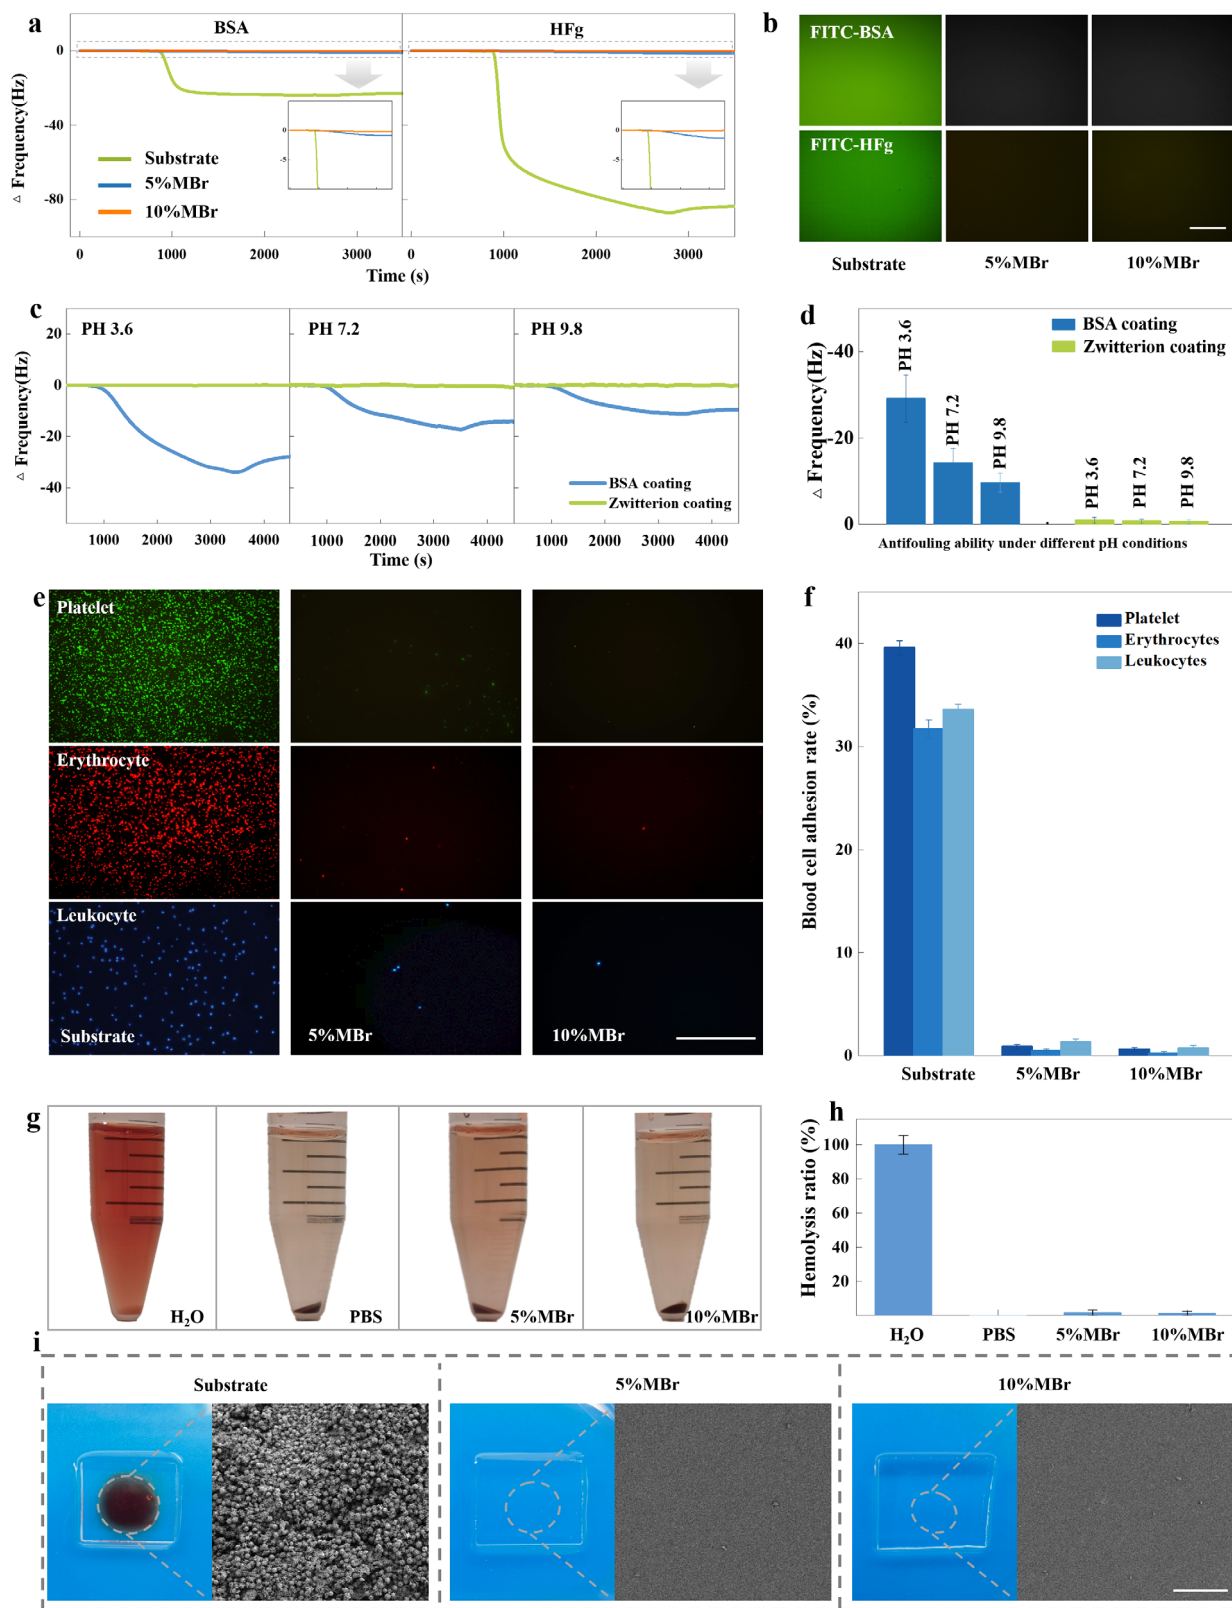 a
BSA
HFg
0
-40
-80
△ Frequency(Hz)
Substrate
5%MBr
10%MBr
0
-5
0
-5
0
1000
2000
3000
0
1000
2000
3000
Time (s)
b
FITC-BSA
FITC-HFg
Substrate
5%MBr
10%MBr
c
PH 3.6
PH 7.2
PH 9.8
20
0
-20
-40
△ Frequency(Hz)
BSA coating
Zwitterion coating
1000
2000
3000
4000
1000
2000
3000
4000
1000
2000
3000
4000
Time (s)
d
BSA coating
Zwitterion coating
-40
-20
0
△ Frequency(Hz)
PH 3.6
PH 7.2
PH 9.8
PH 3.6
PH 7.2
PH 9.8
Antifouling ability under different pH conditions
e
Platelet
Erythrocyte
Leukocyte
Substrate
5%MBr
10%MBr
f
Platelet
Erythrocytes
Leukocytes
40
30
20
10
0
Blood cell adhesion rate (%)
Substrate
5%MBr
10%MBr
g
H₂O
PBS
5%MBr
10%MBr
h
100
80
60
40
20
Hemolysis ratio (%)
H₂O
PBS
5%MBr
10%MBr
i
Substrate
5%MBr
10%MBr